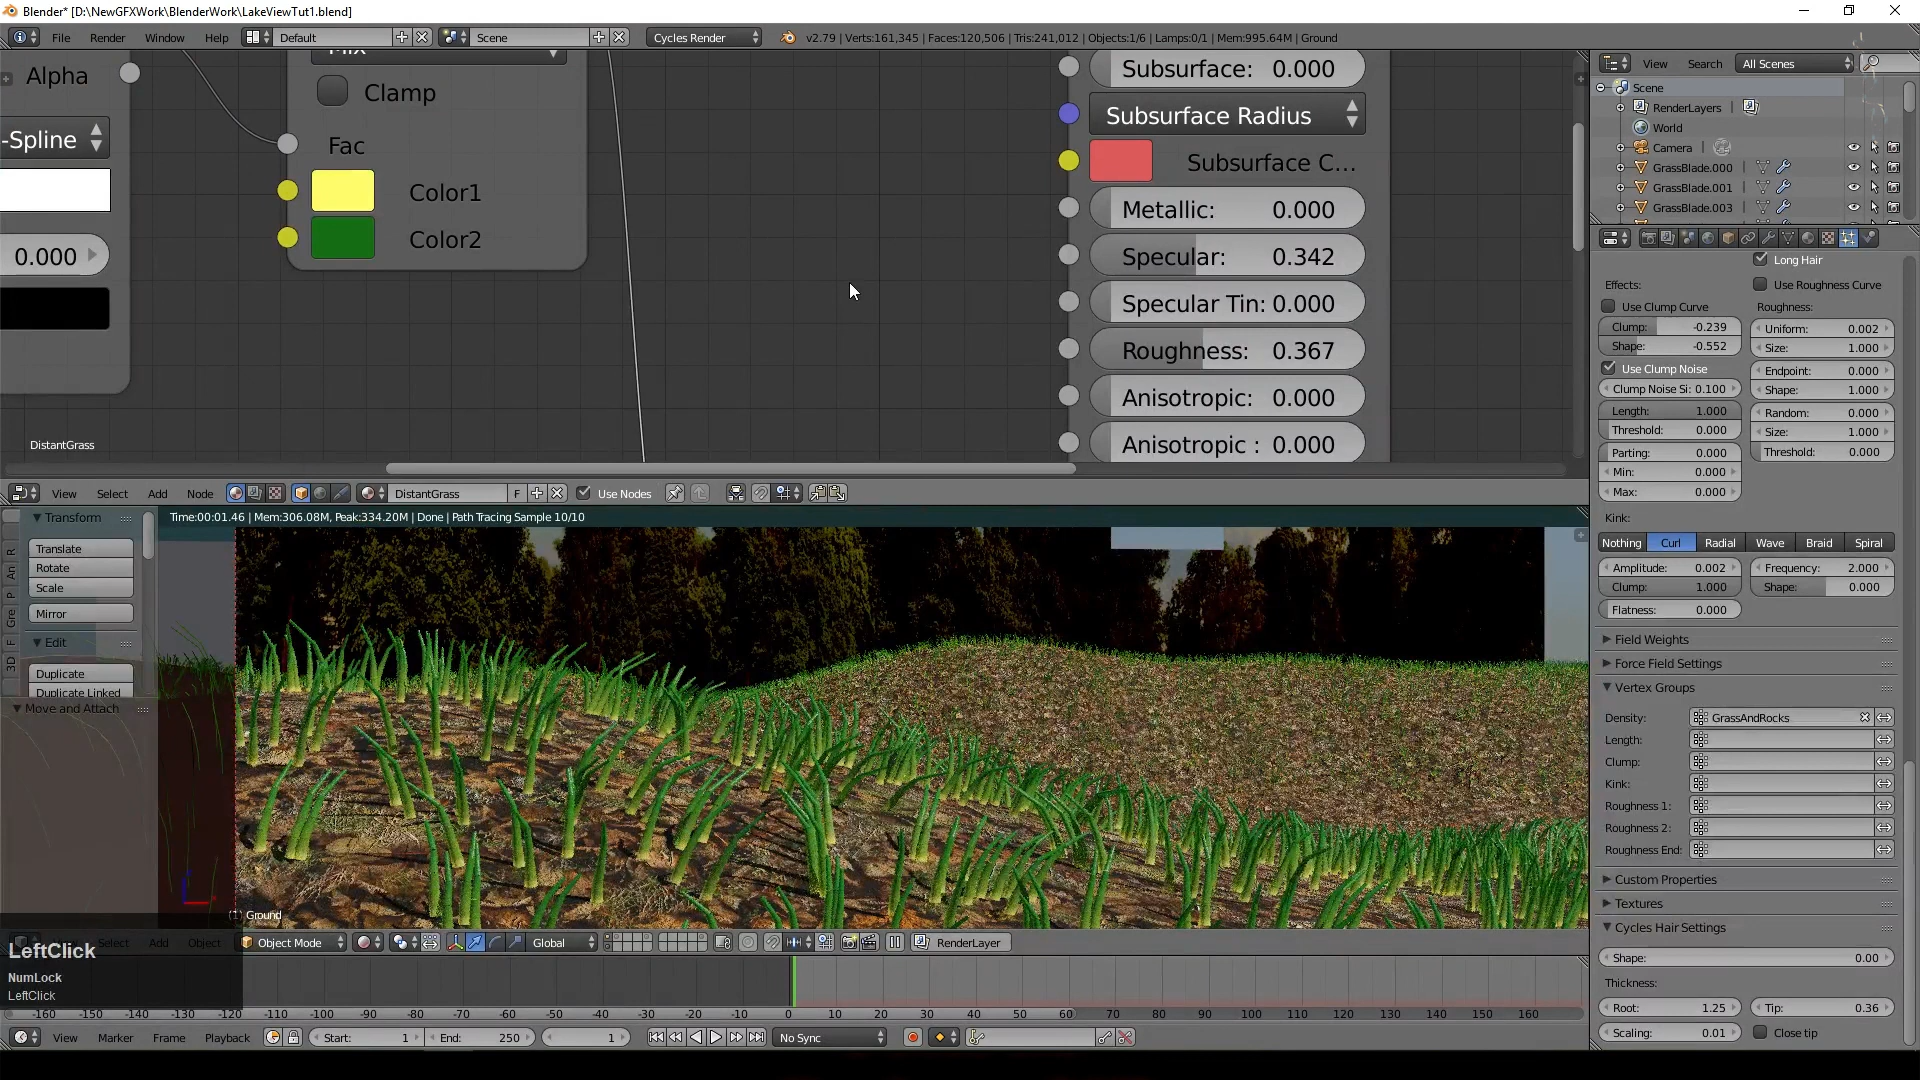 Blender* [D:\NewGFXWork\BlenderWork\LakeViewTut1.blend]
File Render Window Help Default Scene Cycles Render v2.79 | Verts:161,345 | Faces:120,506 | Tris:241,012 | Objects:1/6 | Lamps:0/1 | Mem:995.64M | Ground
Alpha
-Spline
0.000
Clamp
Fac
Color1
Color2
Subsurface: 0.000
Subsurface Radius
Subsurface C...
Metallic: 0.000
Specular: 0.342
Specular Tin: 0.000
Roughness: 0.367
Anisotropic: 0.000
Anisotropic : 0.000
DistantGrass
View Select Add Node DistantGrass F Use Nodes
View Search All Scenes
Scene
RenderLayers
World
Camera
GrassBlade.000
GrassBlade.001
GrassBlade.003
Long Hair
Effects:
Use Roughness Curve
Use Clump Curve
Roughness:
Clump: -0.239
Uniform: 0.002
Shape: -0.552
Size: 1.000
Use Clump Noise
Endpoint: 0.000
Clump Noise Si: 0.100
Shape: 1.000
Length: 1.000
Random: 0.000
Threshold: 0.000
Size: 1.000
Parting: 0.000
Threshold: 0.000
Min: 0.000
Max: 0.000
Kink:
Nothing Curl Radial Wave Braid Spiral
Amplitude: 0.002
Frequency: 2.000
Clump: 1.000
Shape: 0.000
Flatness: 0.000
Field Weights
Force Field Settings
Vertex Groups
Density: GrassAndRocks
Length:
Clump:
Kink:
Roughness 1:
Roughness 2:
Roughness End:
Custom Properties
Textures
Cycles Hair Settings
Shape: 0.00
Thickness:
Root: 1.25
Tip: 0.36
Scaling: 0.01
Close tip
Transform
Translate
Rotate
Scale
Mirror
Edit
Duplicate
Duplicate Linked
Move and Attach
Time:00:01.46 | Mem:306.08M, Peak:334.20M | Done | Path Tracing Sample 10/10
(1) Ground
Select Add Object Object Mode Global RenderLayer
LeftClick
NumLock
LeftClick
-160 -150 -140 -130 -120 -110 -100 -90 -80 -70 -60 -50 -40 -30 -20 -10 0 10 20 30 40 50 60 70 80 90 100 110 120 130 140 150 160
View Marker Frame Playback Start: 1 End: 250 1 No Sync